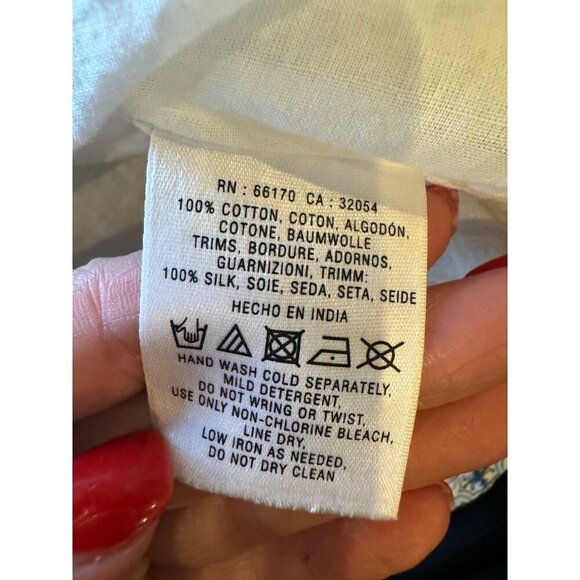 RN : 66170 CA : 32054
100% COTTON, COTON, ALGODÓN,
COTONE, BAUMWOLLE
TRIMS, BORDURE, ADORNOS,
GUARNIZIONI, TRIMM:
100% SILK, SOIE, SEDA, SETA, SEIDE
HECHO EN INDIA
HAND WASH COLD SEPARATELY,
MILD DETERGENT,
DO NOT WRING OR TWIST,
USE ONLY NON-CHLORINE BLEACH,
LINE DRY,
LOW IRON AS NEEDED,
DO NOT DRY CLEAN